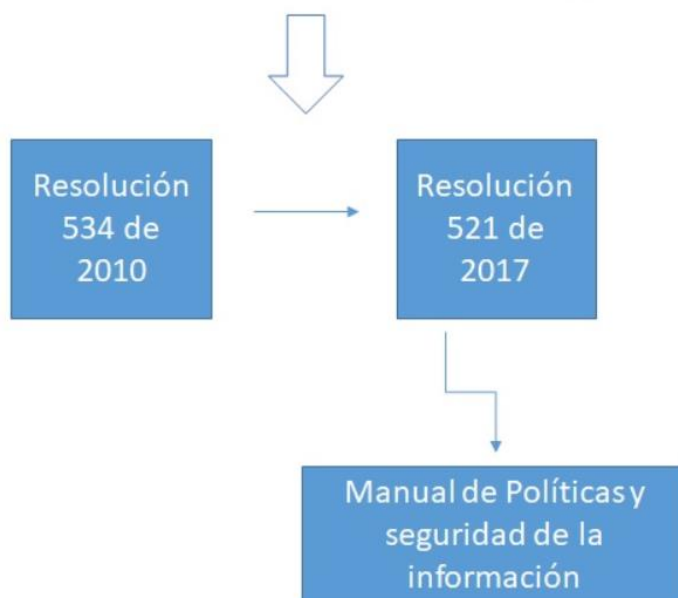 Resolución
534 de
2010
Resolución
521 de
2017
Manual de Políticas y
seguridad de la
información